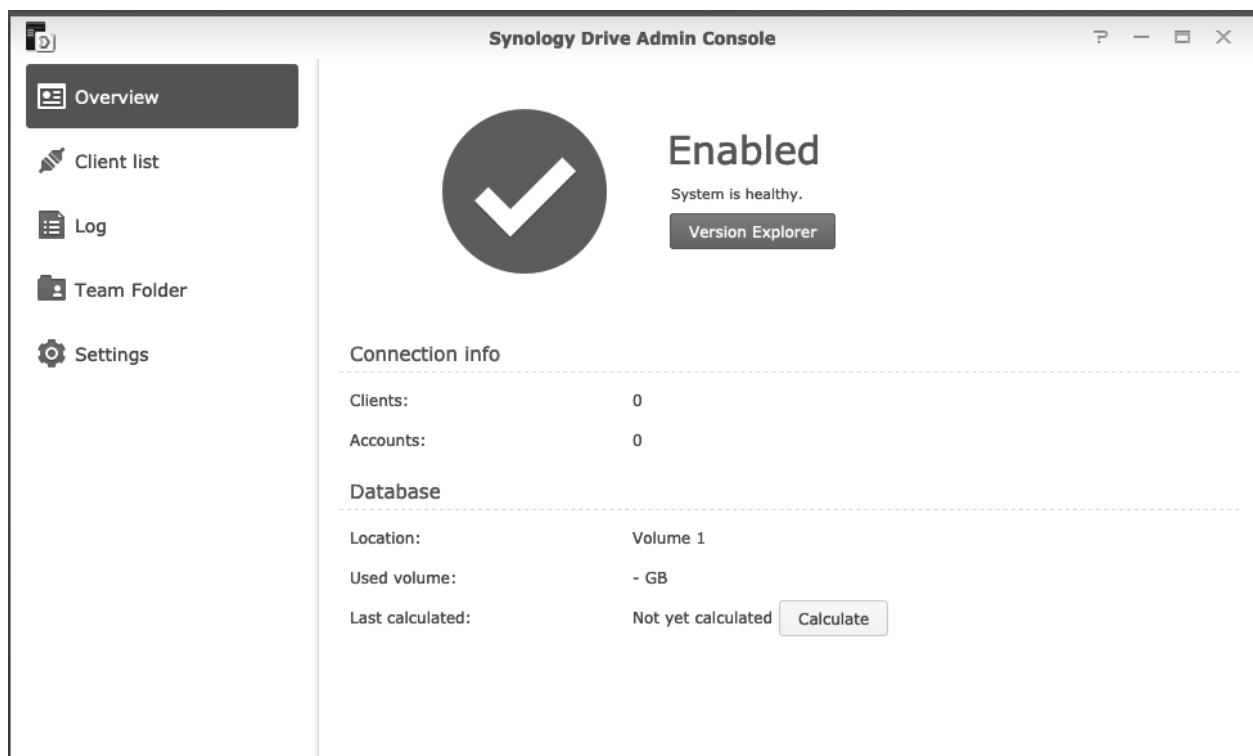 Synology Drive Admin Console
Overview
Client list
Log
Team Folder
Settings
Enabled
System is healthy.
Version Explorer
Connection info
Clients: 0
Accounts: 0
Database
Location: Volume 1
Used volume: - GB
Last calculated: Not yet calculated Calculate